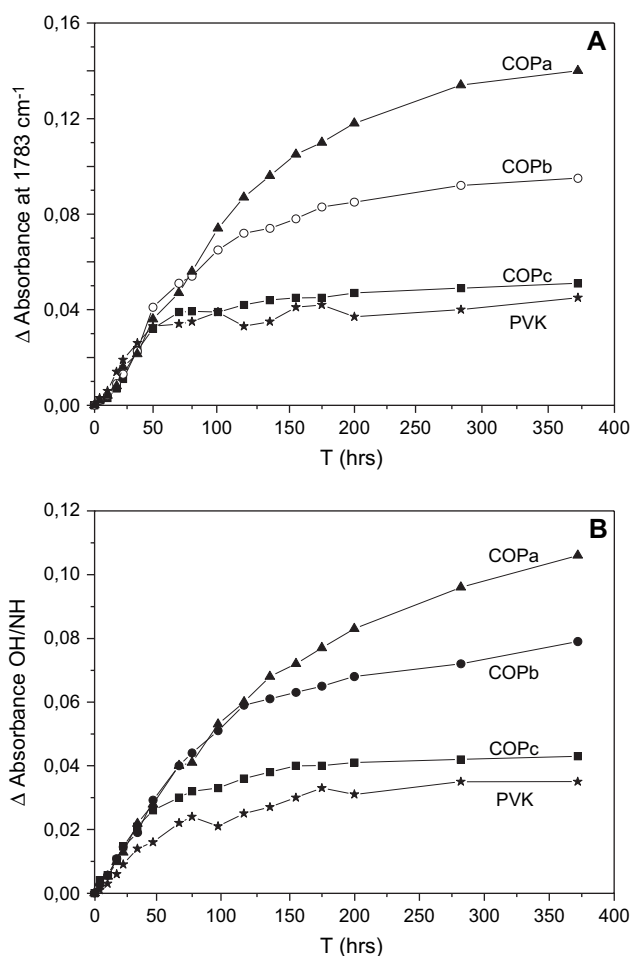 0,16
A
COPa
0,12
COPb
0,08
Δ Absorbance at 1783 cm⁻¹
COPc
0,04
PVK
0,00
0 50 100 150 200 250 300 350 400
T (hrs)
0,12
B
COPa
0,10
0,08
COPb
Δ Absorbance OH/NH
0,06
COPc
0,04
PVK
0,02
0,00
0 50 100 150 200 250 300 350 400
T (hrs)